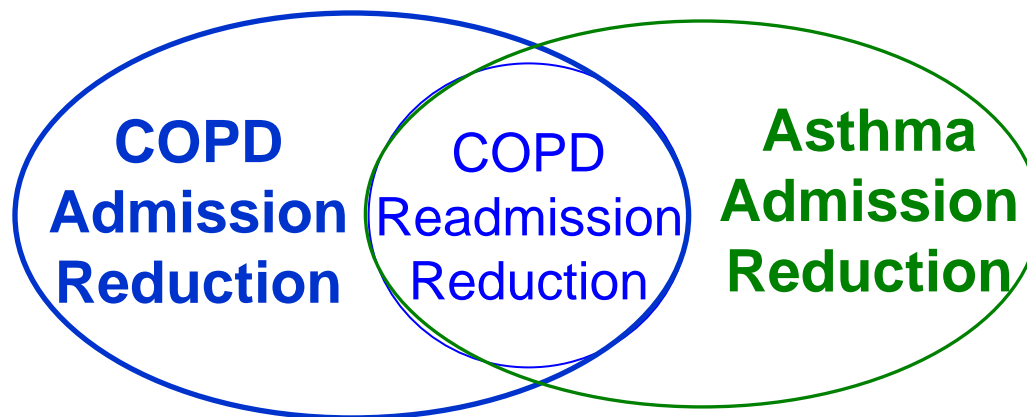 COPD
Admission
Reduction
COPD
Readmission
Reduction
Asthma
Admission
Reduction